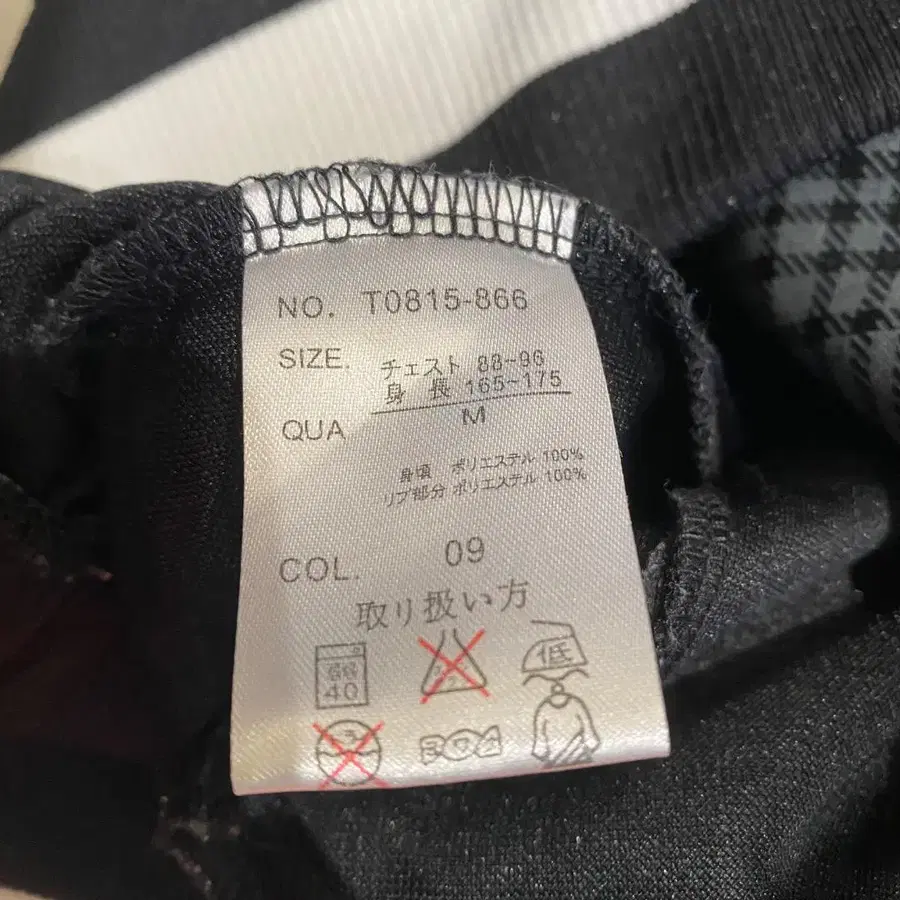 NO. T0815-866
SIZE. チェスト 88-96
身長 165-175
QUA M
身頃 ポリエステル 100%
リブ部分 ポリエステル 100%
COL. 09
取り扱い方
40
低